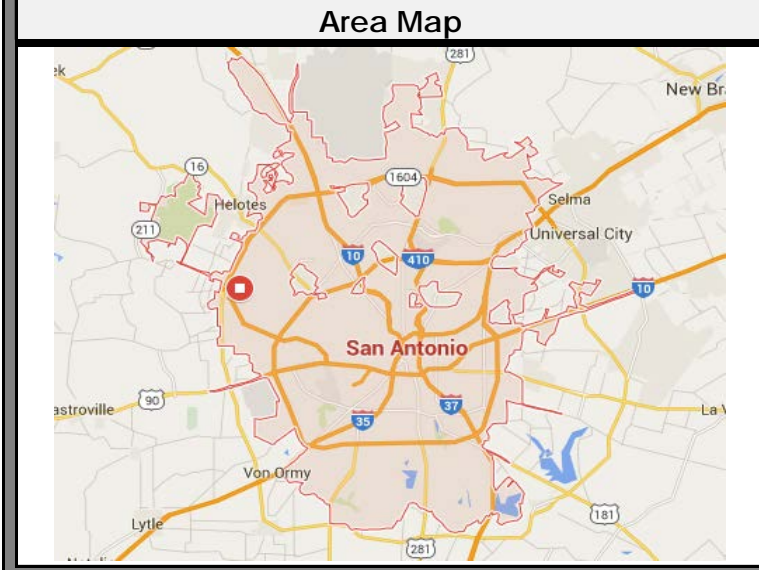 Area Map
281
New Br
16
1604
Helotes
Selma
211
Universal City
10
410
10
San Antonio
90
astroville
37
La
35
Von Ormy
181
Lytle
281